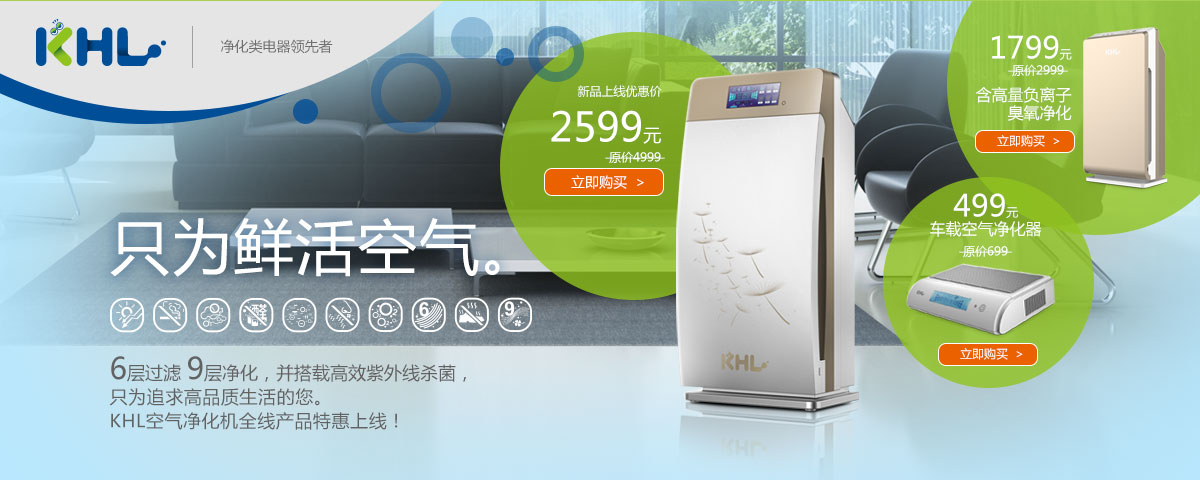 KHL
净化类电器领先者
新品上线优惠价
2599元
原价4999
立即购买 >
1799元
原价2999
含高量负离子
臭氧净化
立即购买 >
499元
车载空气净化器
原价699
立即购买 >
只为鲜活空气。
6
9
6层过滤 9层净化，并搭载高效紫外线杀菌，
只为追求高品质生活的您。
KHL空气净化机全线产品特惠上线！
KHL